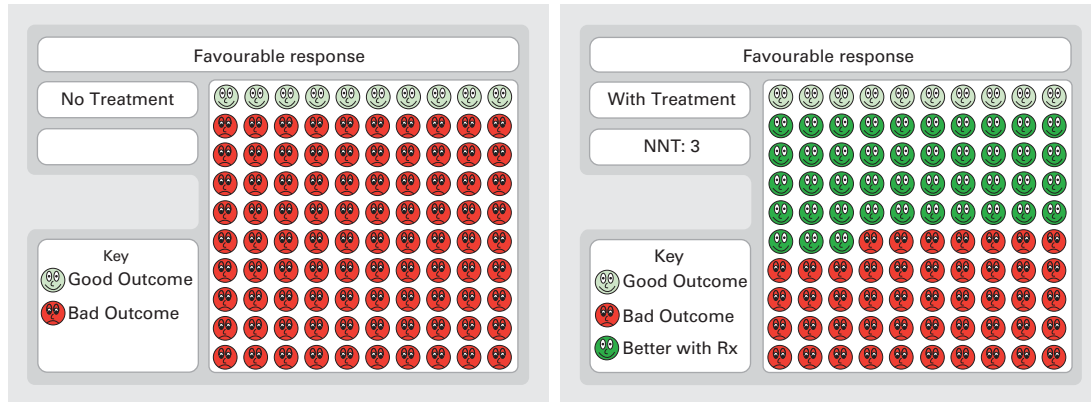 Favourable response
No Treatment
Key
Good Outcome
Bad Outcome
Favourable response
With Treatment
NNT: 3
Key
Good Outcome
Bad Outcome
Better with Rx